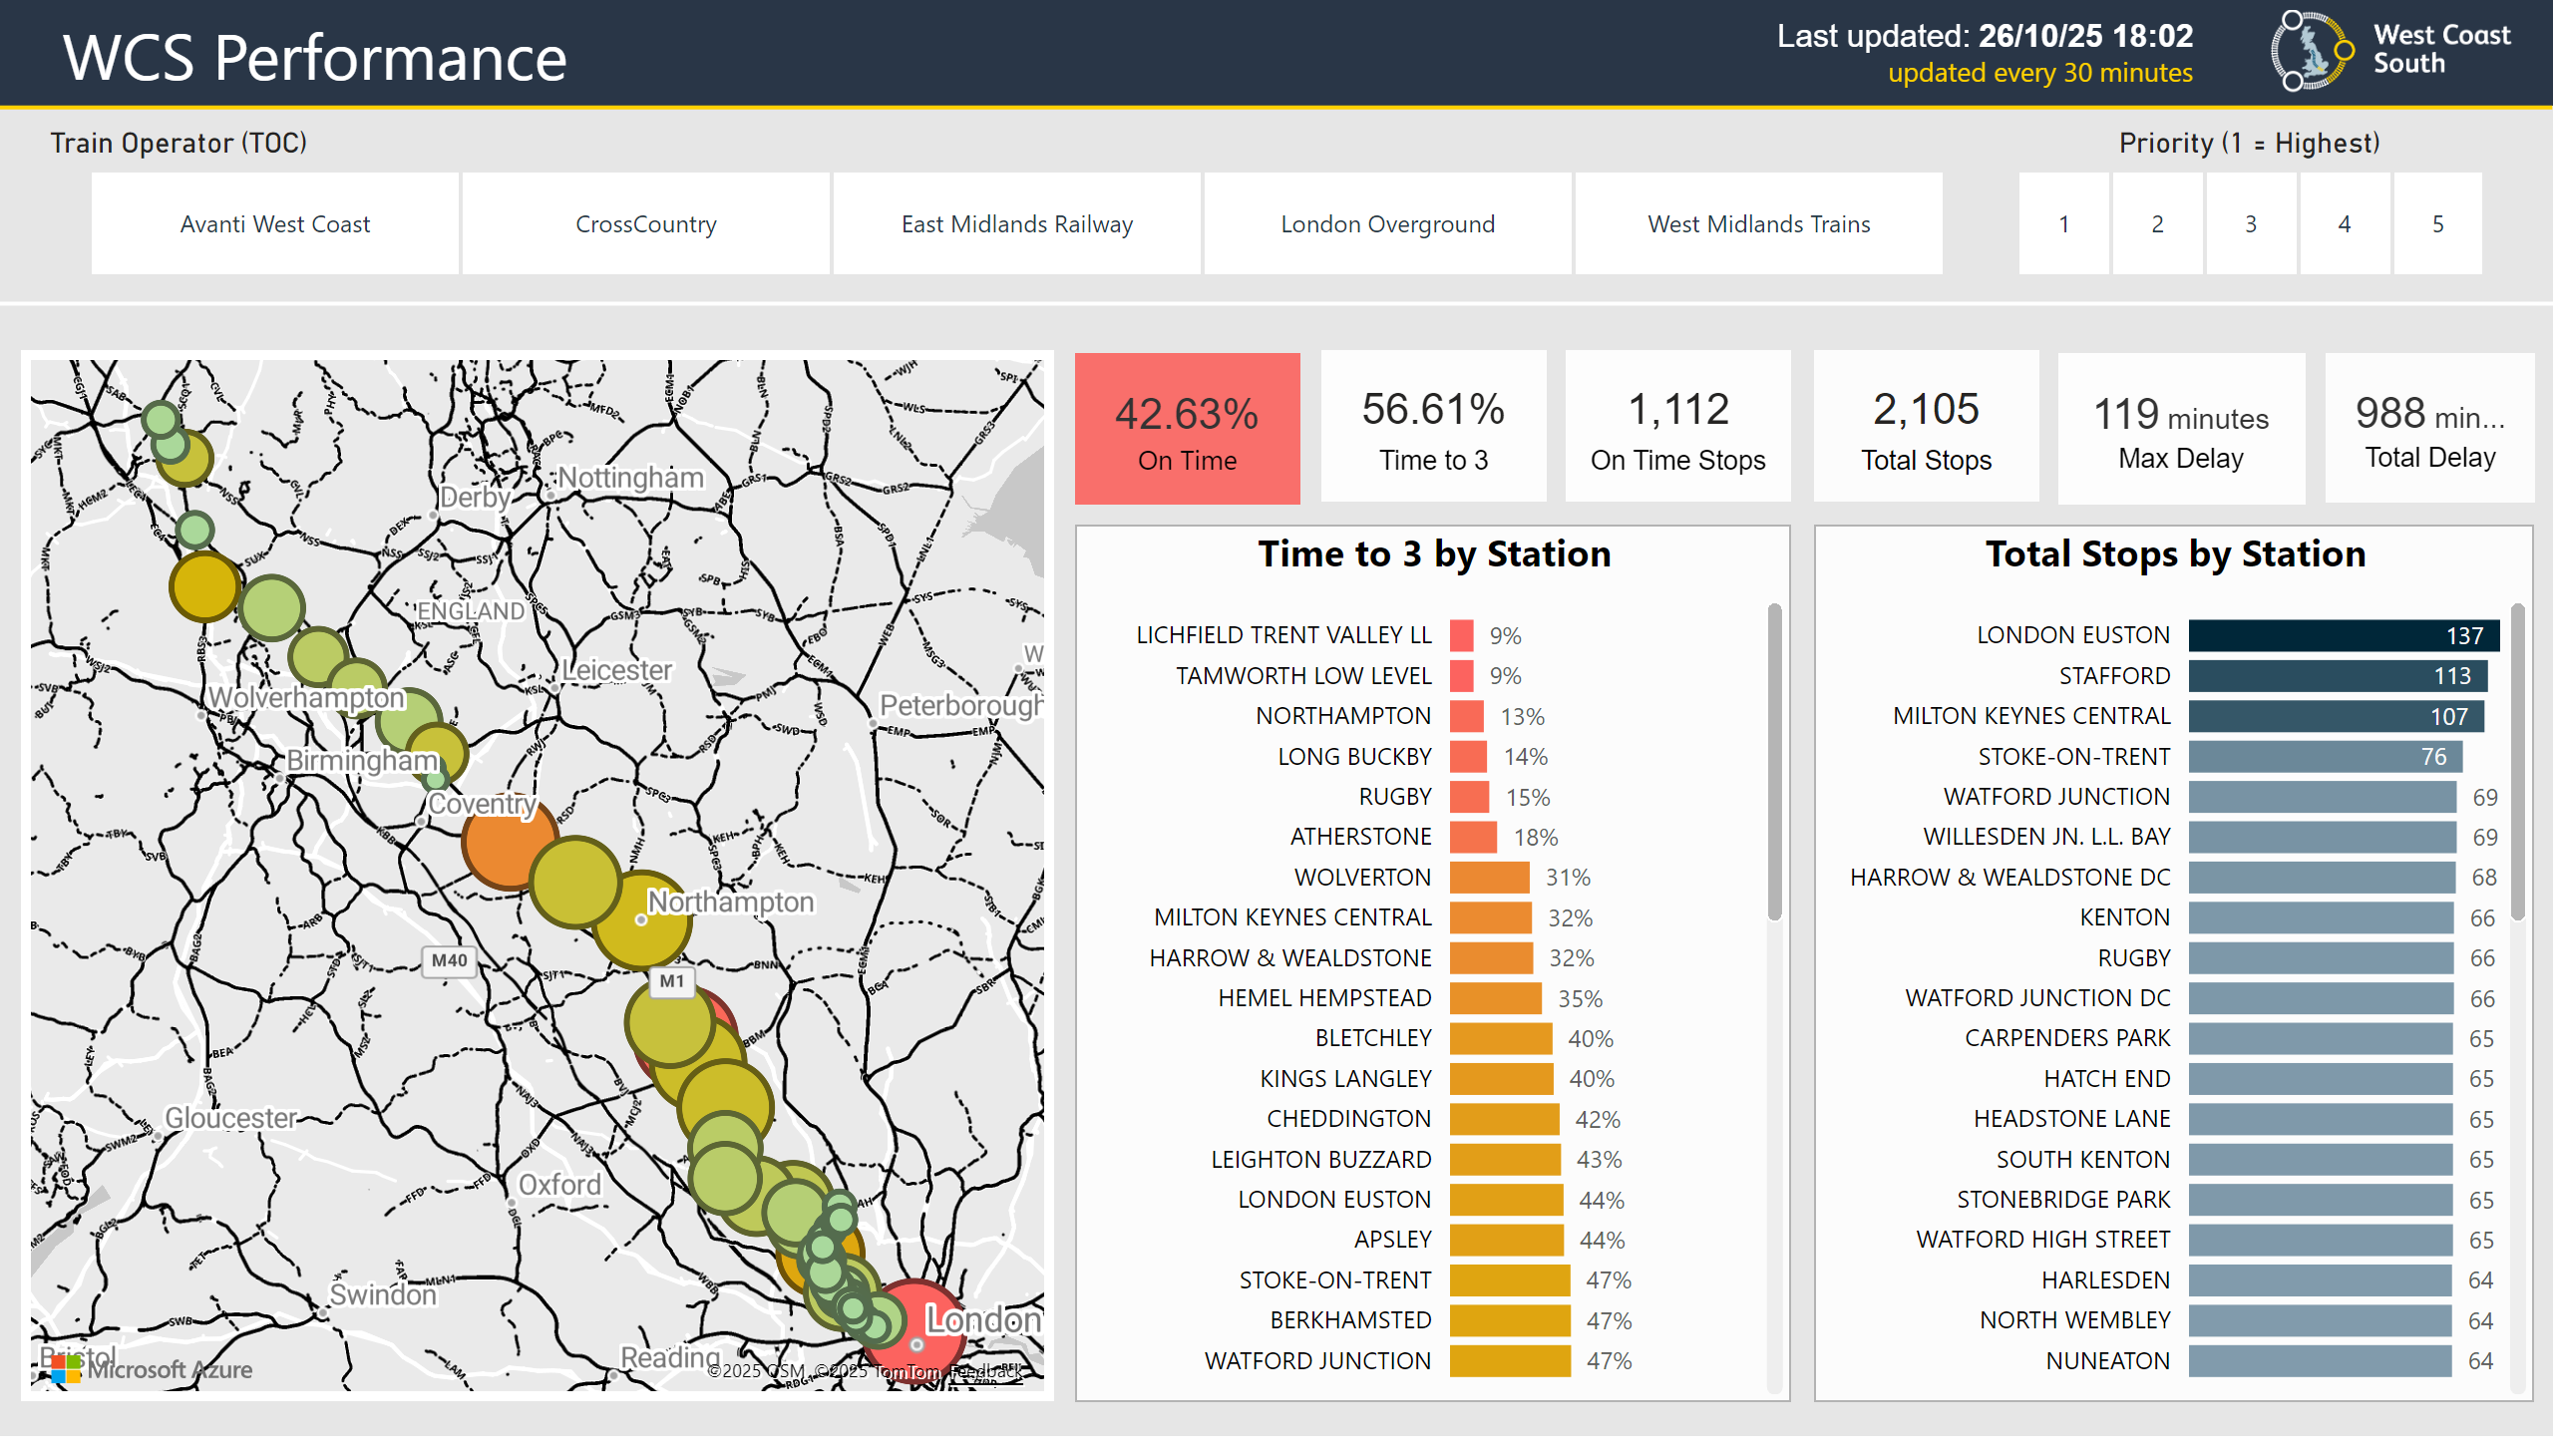 WCS Performance
Last updated: 26/10/25 18:02
updated every 30 minutes
West Coast
South
Train Operator (TOC)
Priority (1 = Highest)
Avanti West Coast
CrossCountry
East Midlands Railway
London Overground
West Midlands Trains
1
2
3
4
5
Nottingham
Derby
ENGLAND
Leicester
Wolverhampton
Peterborough
Birmingham
Coventry
Northampton
M40
M1
Gloucester
Oxford
Swindon
London
Reading
Bristol
Microsoft Azure
©2025 OSM, ©2025 TomTom Feedback
42.63%
On Time
56.61%
Time to 3
1,112
On Time Stops
2,105
Total Stops
119 minutes
Max Delay
988 min...
Total Delay
Time to 3 by Station
LICHFIELD TRENT VALLEY LL 9%
TAMWORTH LOW LEVEL 9%
NORTHAMPTON 13%
LONG BUCKBY 14%
RUGBY 15%
ATHERSTONE 18%
WOLVERTON 31%
MILTON KEYNES CENTRAL 32%
HARROW & WEALDSTONE 32%
HEMEL HEMPSTEAD 35%
BLETCHLEY 40%
KINGS LANGLEY 40%
CHEDDINGTON 42%
LEIGHTON BUZZARD 43%
LONDON EUSTON 44%
APSLEY 44%
STOKE-ON-TRENT 47%
BERKHAMSTED 47%
WATFORD JUNCTION 47%
Total Stops by Station
LONDON EUSTON 137
STAFFORD 113
MILTON KEYNES CENTRAL 107
STOKE-ON-TRENT 76
WATFORD JUNCTION 69
WILLESDEN JN. L.L. BAY 69
HARROW & WEALDSTONE DC 68
KENTON 66
RUGBY 66
WATFORD JUNCTION DC 66
CARPENDERS PARK 65
HATCH END 65
HEADSTONE LANE 65
SOUTH KENTON 65
STONEBRIDGE PARK 65
WATFORD HIGH STREET 65
HARLESDEN 64
NORTH WEMBLEY 64
NUNEATON 64